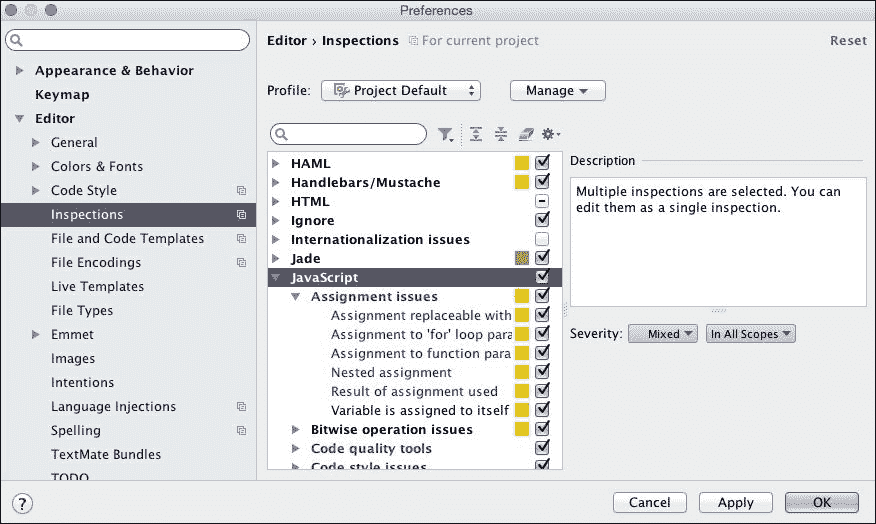 Preferences
Appearance & Behavior
Keymap
Editor
General
Colors & Fonts
Code Style
Inspections
File and Code Templates
File Encodings
Live Templates
File Types
Emmet
Images
Intentions
Language Injections
Spelling
TextMate Bundles
TODO
Editor › Inspections For current project Reset
Profile: Project Default Manage
HAML
Handlebars/Mustache
HTML
Ignore
Internationalization issues
Jade
JavaScript
Assignment issues
Assignment replaceable with
Assignment to 'for' loop para
Assignment to function para
Nested assignment
Result of assignment used
Variable is assigned to itself
Bitwise operation issues
Code quality tools
Code style issues
Description
Multiple inspections are selected. You can
edit them as a single inspection.
Severity: Mixed In All Scopes
? Cancel Apply OK